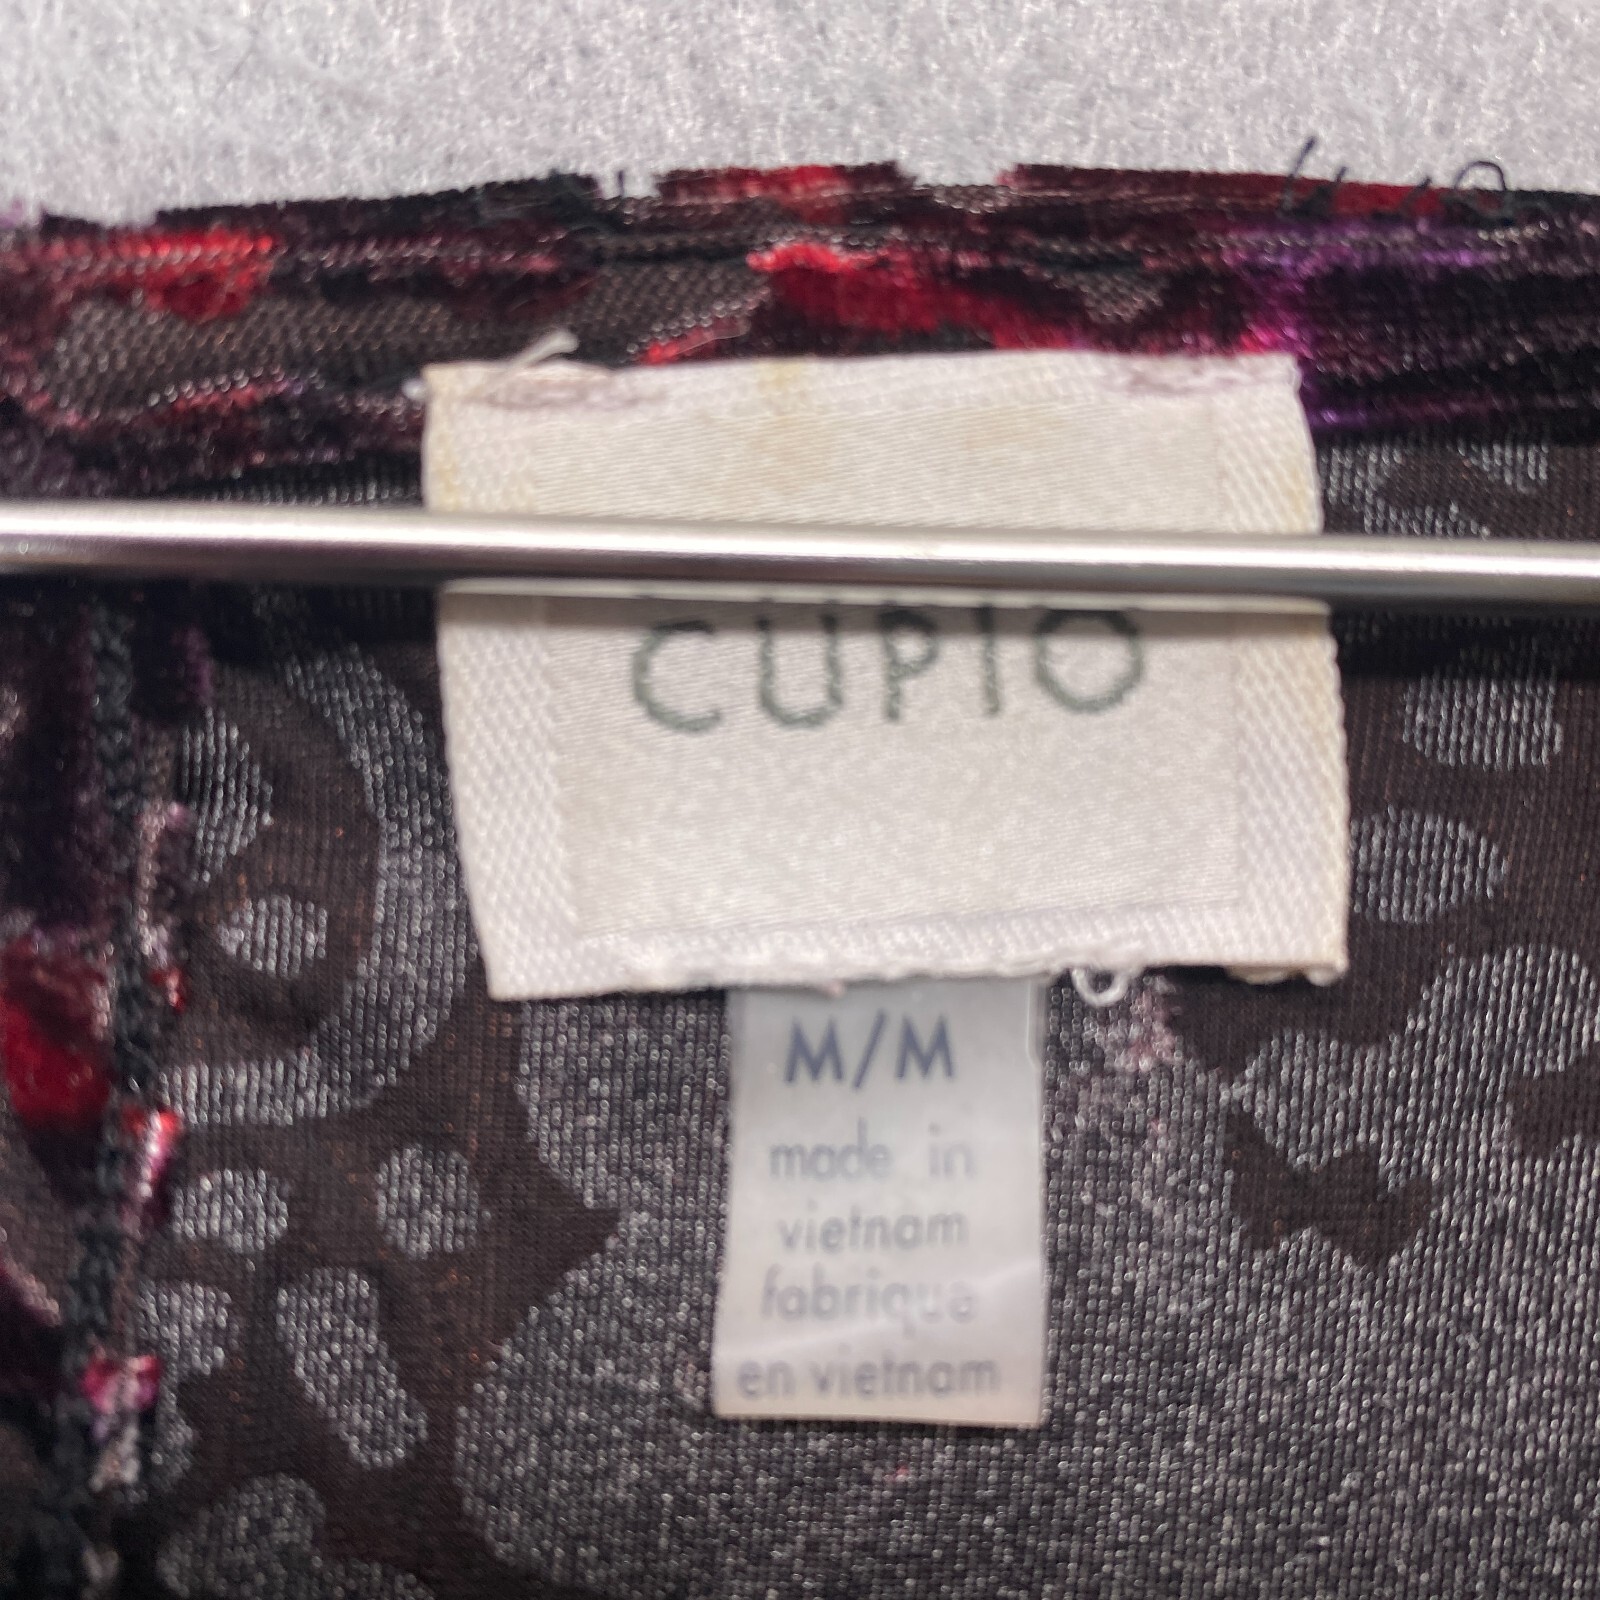 CUPIO
M/M
made in
vietnam
fabrique
en vietnam